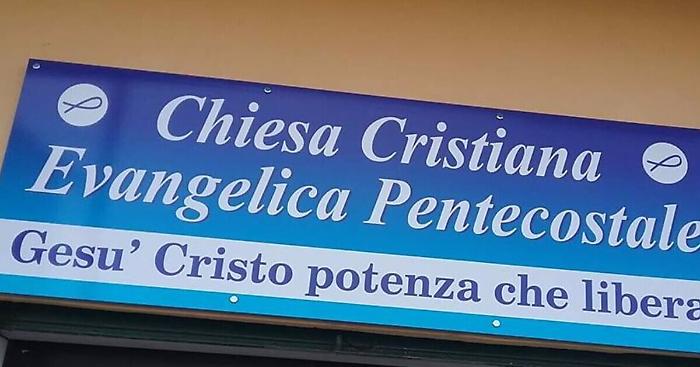 Chiesa Cristiana
Evangelica Pentecostale
Gesu' Cristo potenza che libera